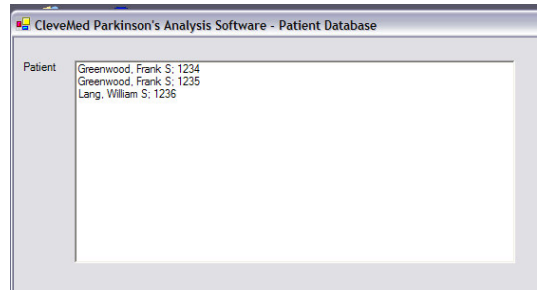 CleveMed Parkinson's Analysis Software - Patient Database
Patient
Greenwood, Frank S; 1234
Greenwood, Frank S; 1235
Lang, William S; 1236